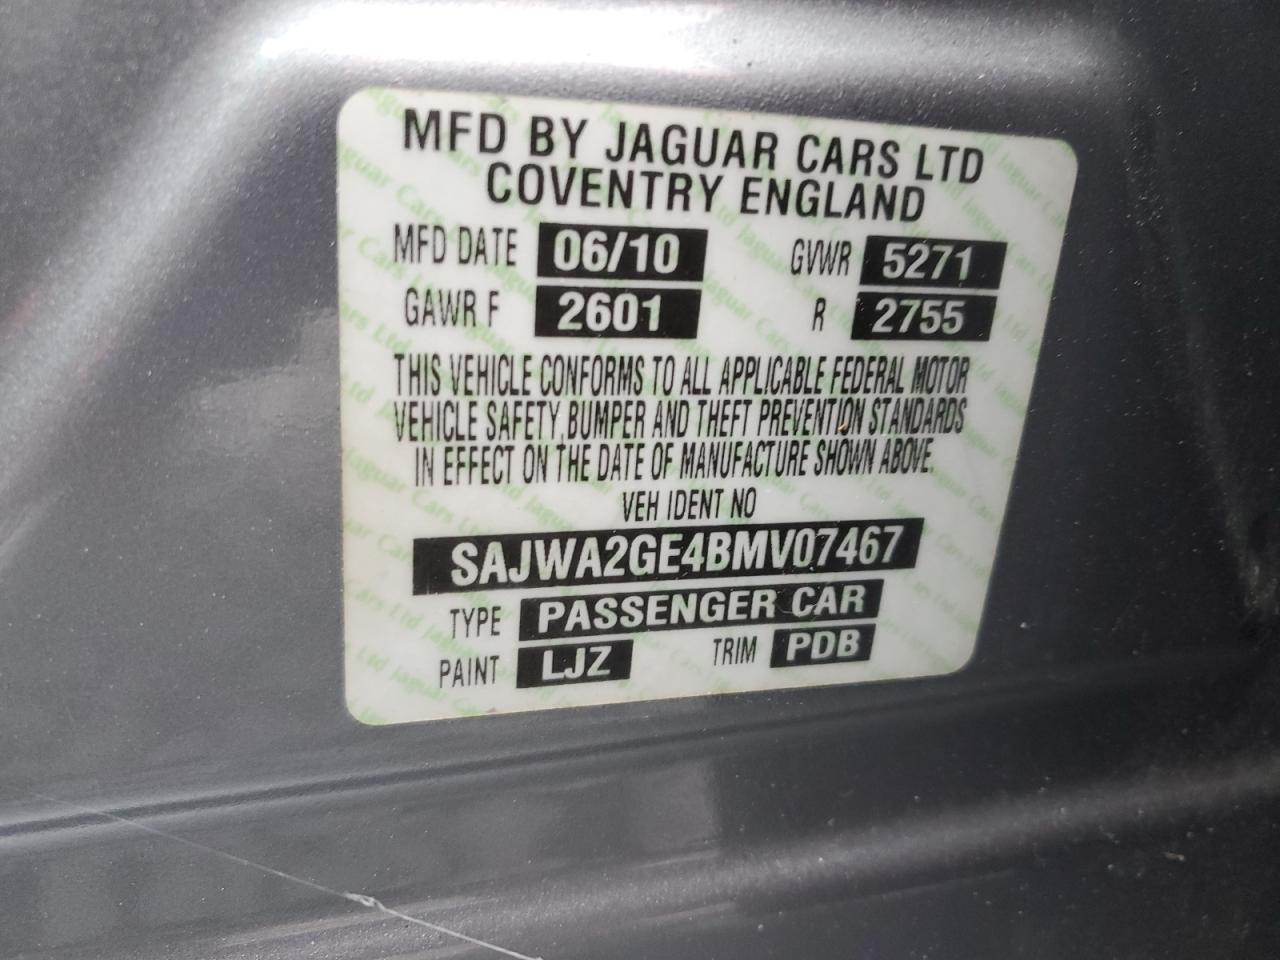 MFD BY JAGUAR CARS LTD
COVENTRY ENGLAND
MFD DATE 06/10 GVWR 5271
GAWR F 2601 R 2755
THIS VEHICLE CONFORMS TO ALL APPLICABLE FEDERAL MOTOR
VEHICLE SAFETY, BUMPER AND THEFT PREVENTION STANDARDS
IN EFFECT ON THE DATE OF MANUFACTURE SHOWN ABOVE.
VEH IDENT NO
SAJWA2GE4BMV07467
TYPE PASSENGER CAR
PAINT LJZ TRIM PDB